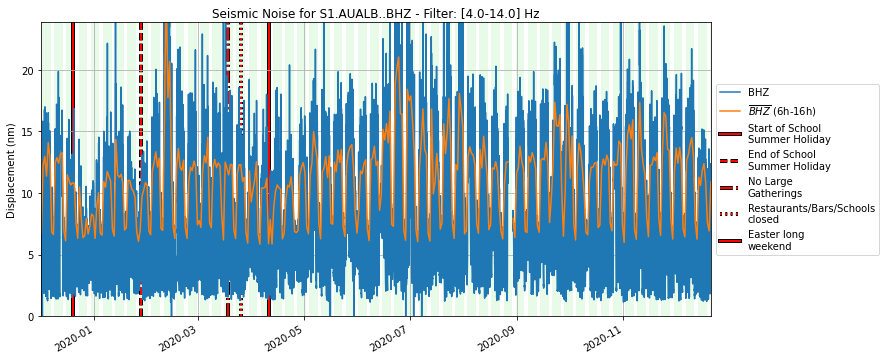 Seismic Noise for S1.AUALB..BHZ - Filter: [4.0-14.0] Hz
Displacement (nm)
20
15
10
5
0
2020-01
2020-03
2020-05
2020-07
2020-09
2020-11
BHZ
BHZ (6h-16h)
Start of School
Summer Holiday
End of School
Summer Holiday
No Large
Gatherings
Restaurants/Bars/Schools
closed
Easter long
weekend